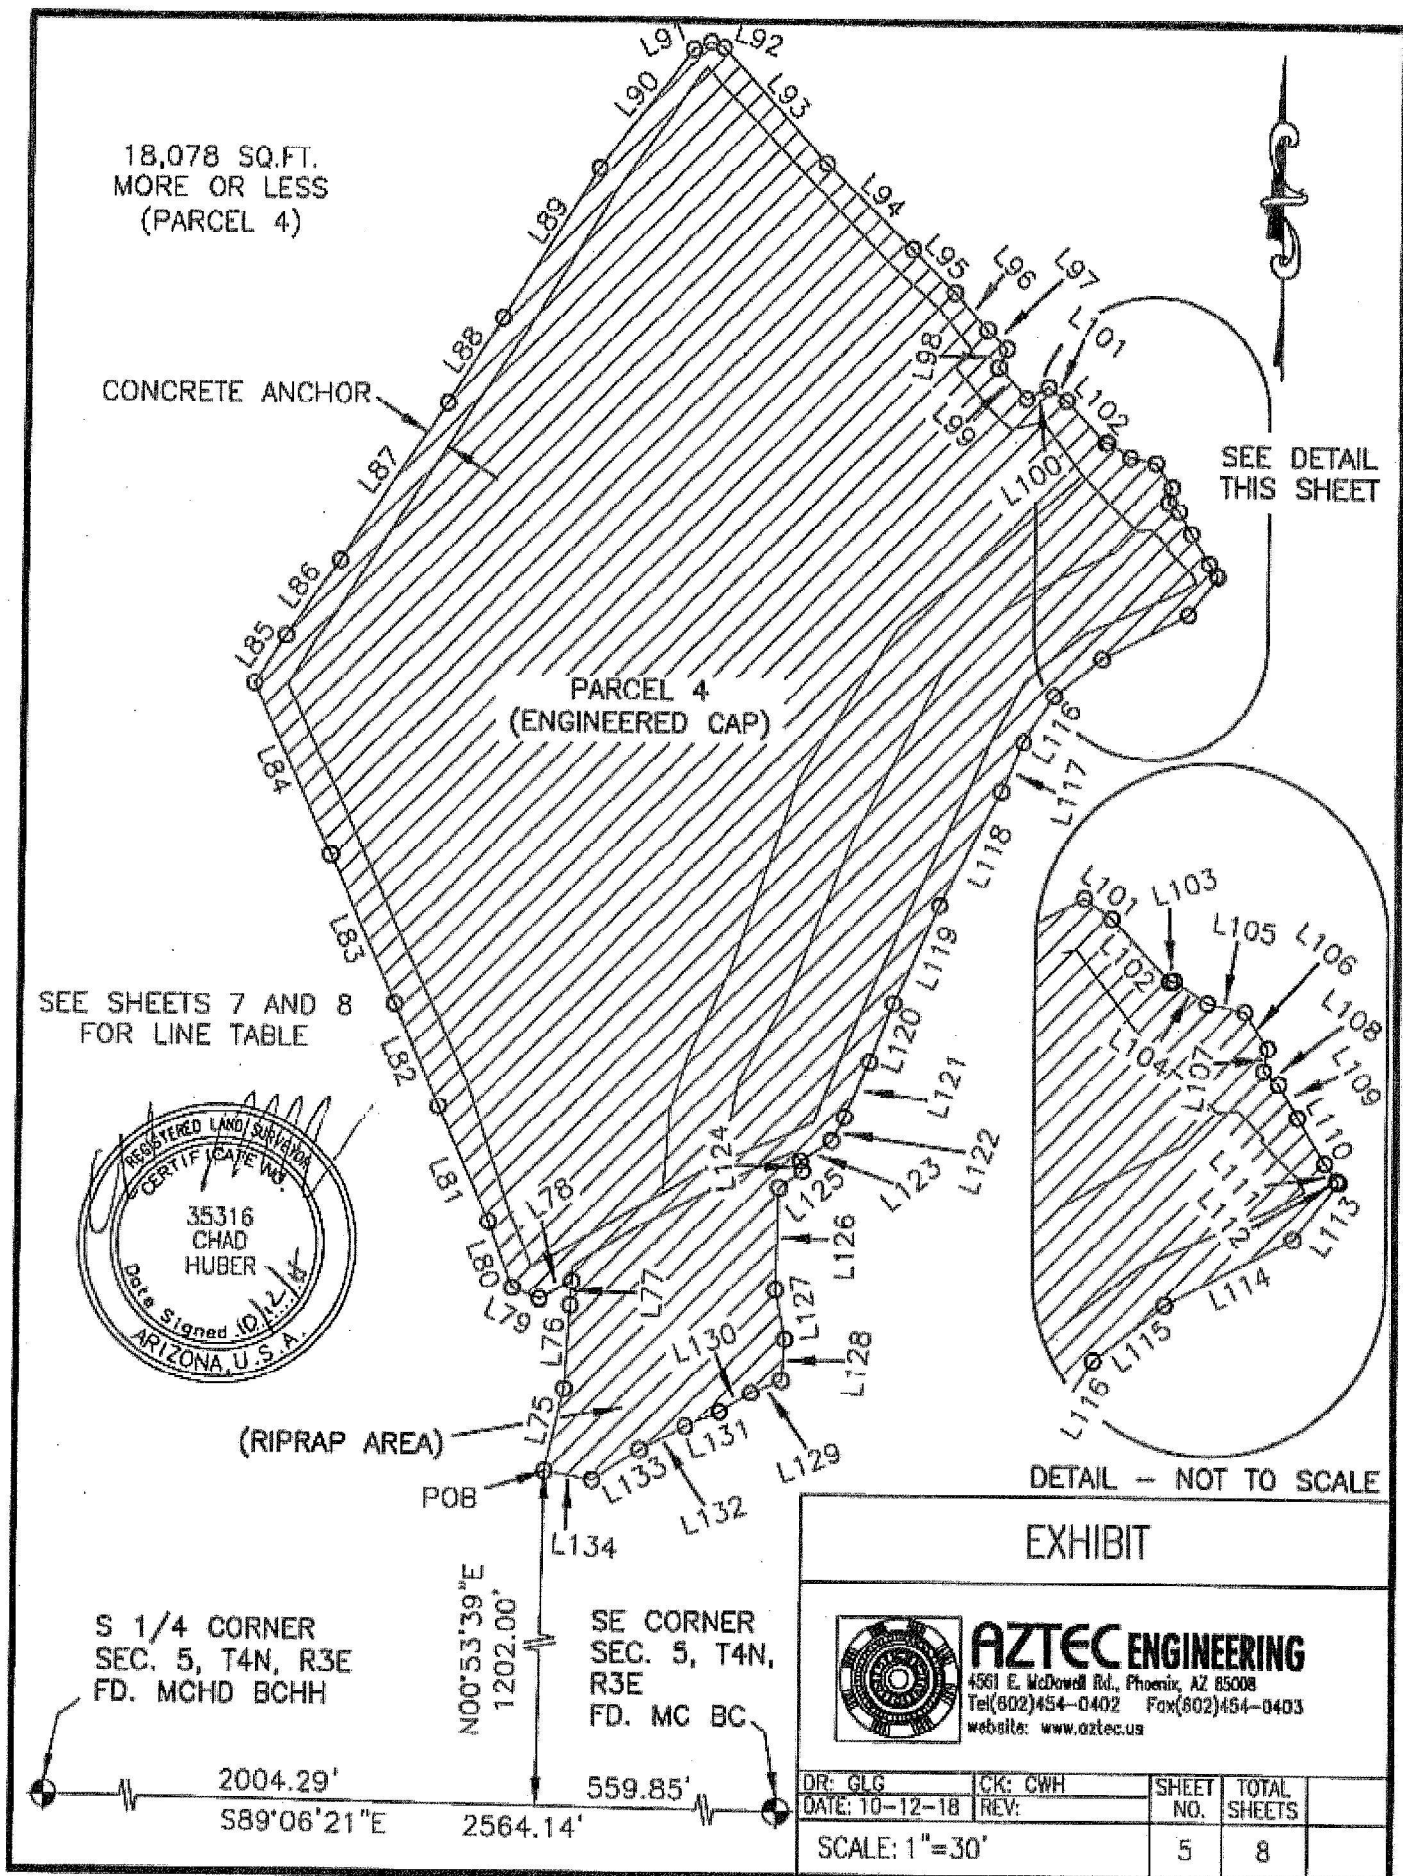 L91
L92
L90
L93
18,078 SQ.FT.
MORE OR LESS
(PARCEL 4)
L94
L89
L95
L96
L97
L88
L98
L101
CONCRETE ANCHOR
L102
L99
L87
L100
SEE DETAIL
THIS SHEET
L86
L85
PARCEL 4
(ENGINEERED CAP)
L116
L84
L117
L118
L83
L119
L101
L103
L105
L106
L102
L108
L104
L107
L109
L110
L111
L112
L113
L114
L115
L116
SEE SHEETS 7 AND 8
FOR LINE TABLE
L82
L120
L121
L122
L81
L124
L123
L125
L78
L126
L80
L77
L79
L76
L127
L130
L128
L75
REGISTERED LAND SURVEYOR
CERTIFICATE NO.
35316
CHAD
HUBER
Date Signed 10/12/18
ARIZONA, U.S.A.
(RIPRAP AREA)
L131
L129
L133
L132
POB
L134
DETAIL - NOT TO SCALE
N00°53'39"E
1202.00'
S 1/4 CORNER
SEC. 5, T4N, R3E
FD. MCHD BCHH
SE CORNER
SEC. 5, T4N,
R3E
FD. MC BC
2004.29'
559.85'
S89°06'21"E
2564.14'
EXHIBIT
AZTEC ENGINEERING
4561 E. McDowell Rd., Phoenix, AZ 85008
Tel(602)454-0402 Fax(602)454-0403
website: www.aztec.us
DR: GLG CK: CWH SHEET NO. TOTAL SHEETS
DATE: 10-12-18 REV:
SCALE: 1"=30' 5 8